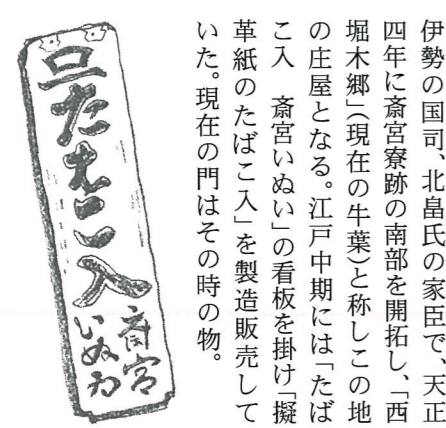 伊勢の国司、北畠氏の家臣で、天正
四年に斎宮寮跡の南部を開拓し、「西
堀木郷」(現在の牛葉)と称しこの地
の庄屋となる。江戸中期には「たば
こ入　斎宮いぬい」の看板を掛け「擬
革紙のたばこ入」を製造販売して
いた。現在の門はその時の物。
たばこ入
斎宮
いぬゐ